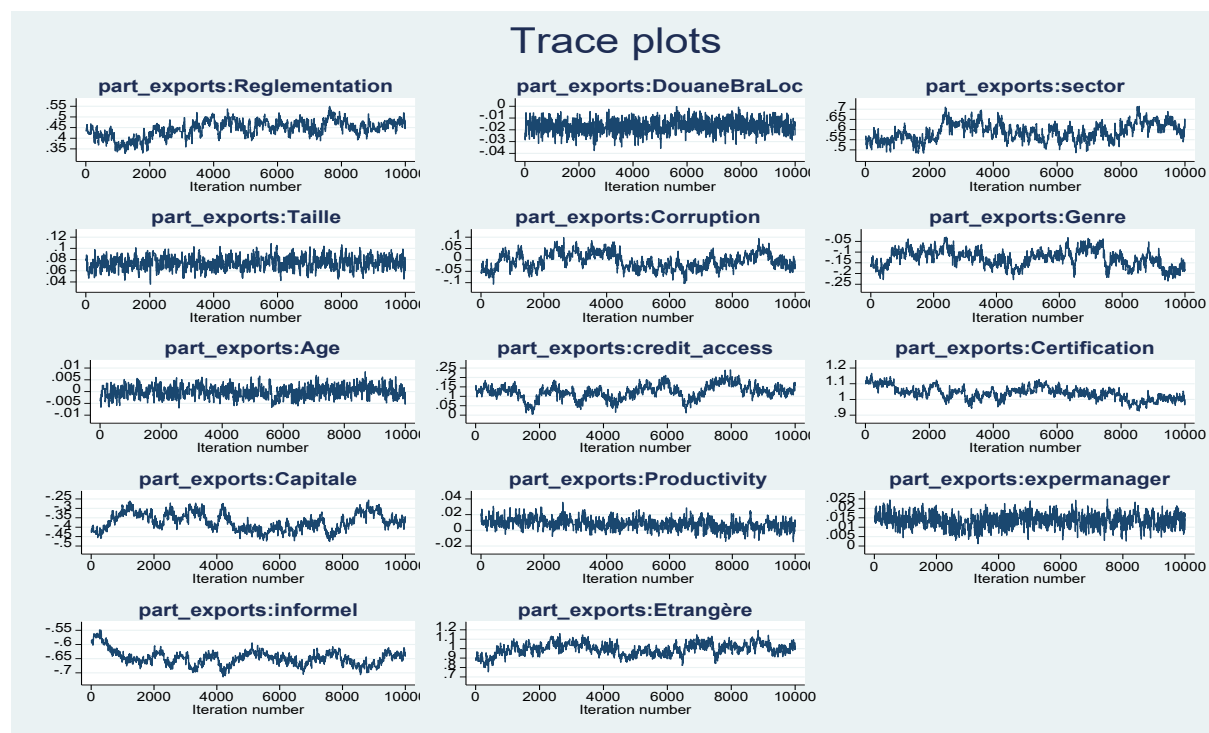 Trace plots
part_exports:Reglementation
.55
.5
.45
.4
.35
0 2000 4000 6000 8000 10000
Iteration number
part_exports:DouaneBraLoc
0
-.01
-.02
-.03
-.04
0 2000 4000 6000 8000 1000
Iteration number
part_exports:sector
.7
.65
.6
.55
.5
0 2000 4000 6000 8000 10000
Iteration number
part_exports:Taille
.12
.1
.08
.06
.04
0 2000 4000 6000 8000 10000
Iteration number
part_exports:Corruption
.1
.05
0
-.05
-.1
0 2000 4000 6000 8000 10000
Iteration number
part_exports:Genre
-.05
-.1
-.15
-.2
-.25
0 2000 4000 6000 8000 10000
Iteration number
part_exports:Age
.01
.005
0
-.005
-.01
0 2000 4000 6000 8000 1000
Iteration number
part_exports:credit_access
.25
.2
.15
.1
.05
0
0 2000 4000 6000 8000 10000
Iteration number
part_exports:Certification
1.2
1.1
1
.9
0 2000 4000 6000 8000 10000
Iteration number
part_exports:Capitale
-.25
-.3
-.35
-.4
-.45
-.5
0 2000 4000 6000 8000 10000
Iteration number
part_exports:Productivity
.04
.02
0
-.02
0 2000 4000 6000 8000 10000
Iteration number
part_exports:expermanager
.025
.02
.015
.01
.005
0
0 2000 4000 6000 8000 10000
Iteration number
part_exports:informel
-.55
-.6
-.65
-.7
0 2000 4000 6000 8000 10000
Iteration number
part_exports:Etrangère
1.2
1.1
1
.9
.8
.7
0 2000 4000 6000 8000 10000
Iteration number